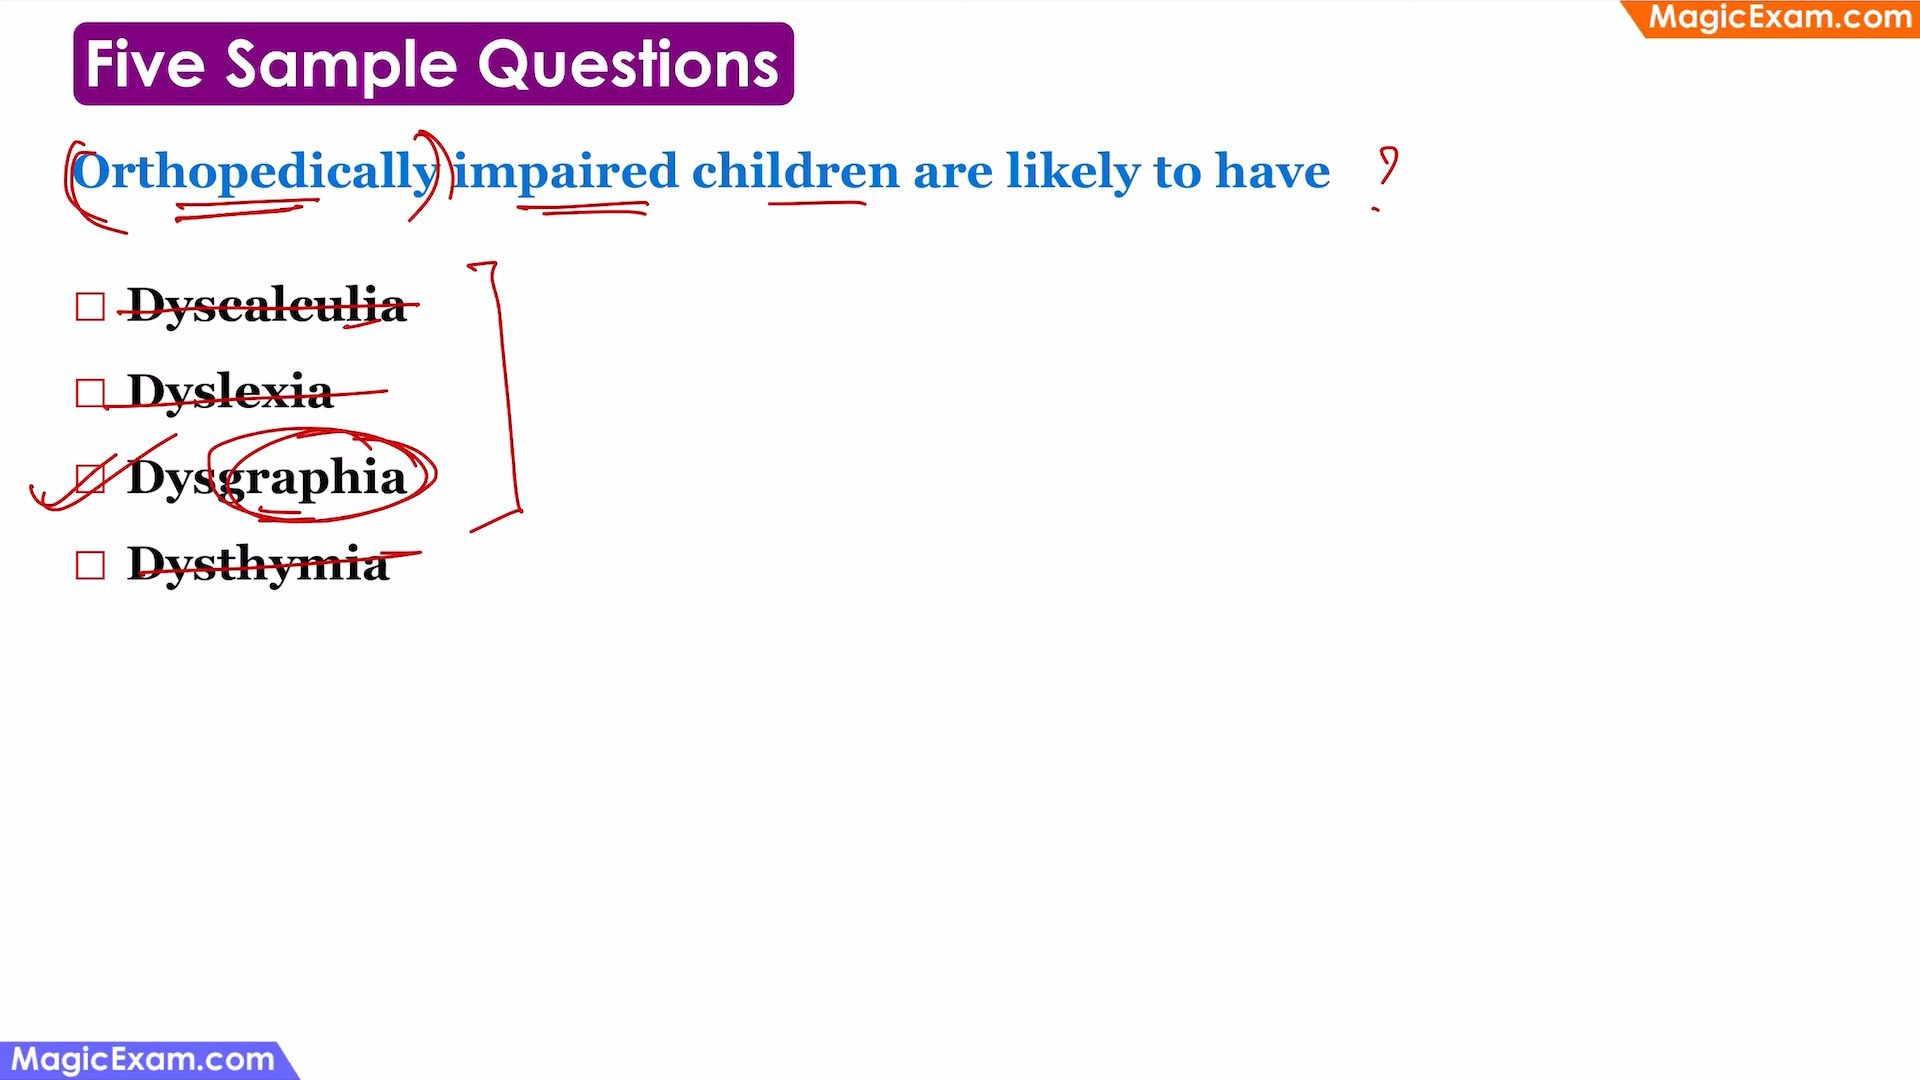 MagicExam.com
Five Sample Questions
Orthopedically impaired children are likely to have ?
Dyscalculia
Dyslexia
Dysgraphia
Dysthymia
MagicExam.com